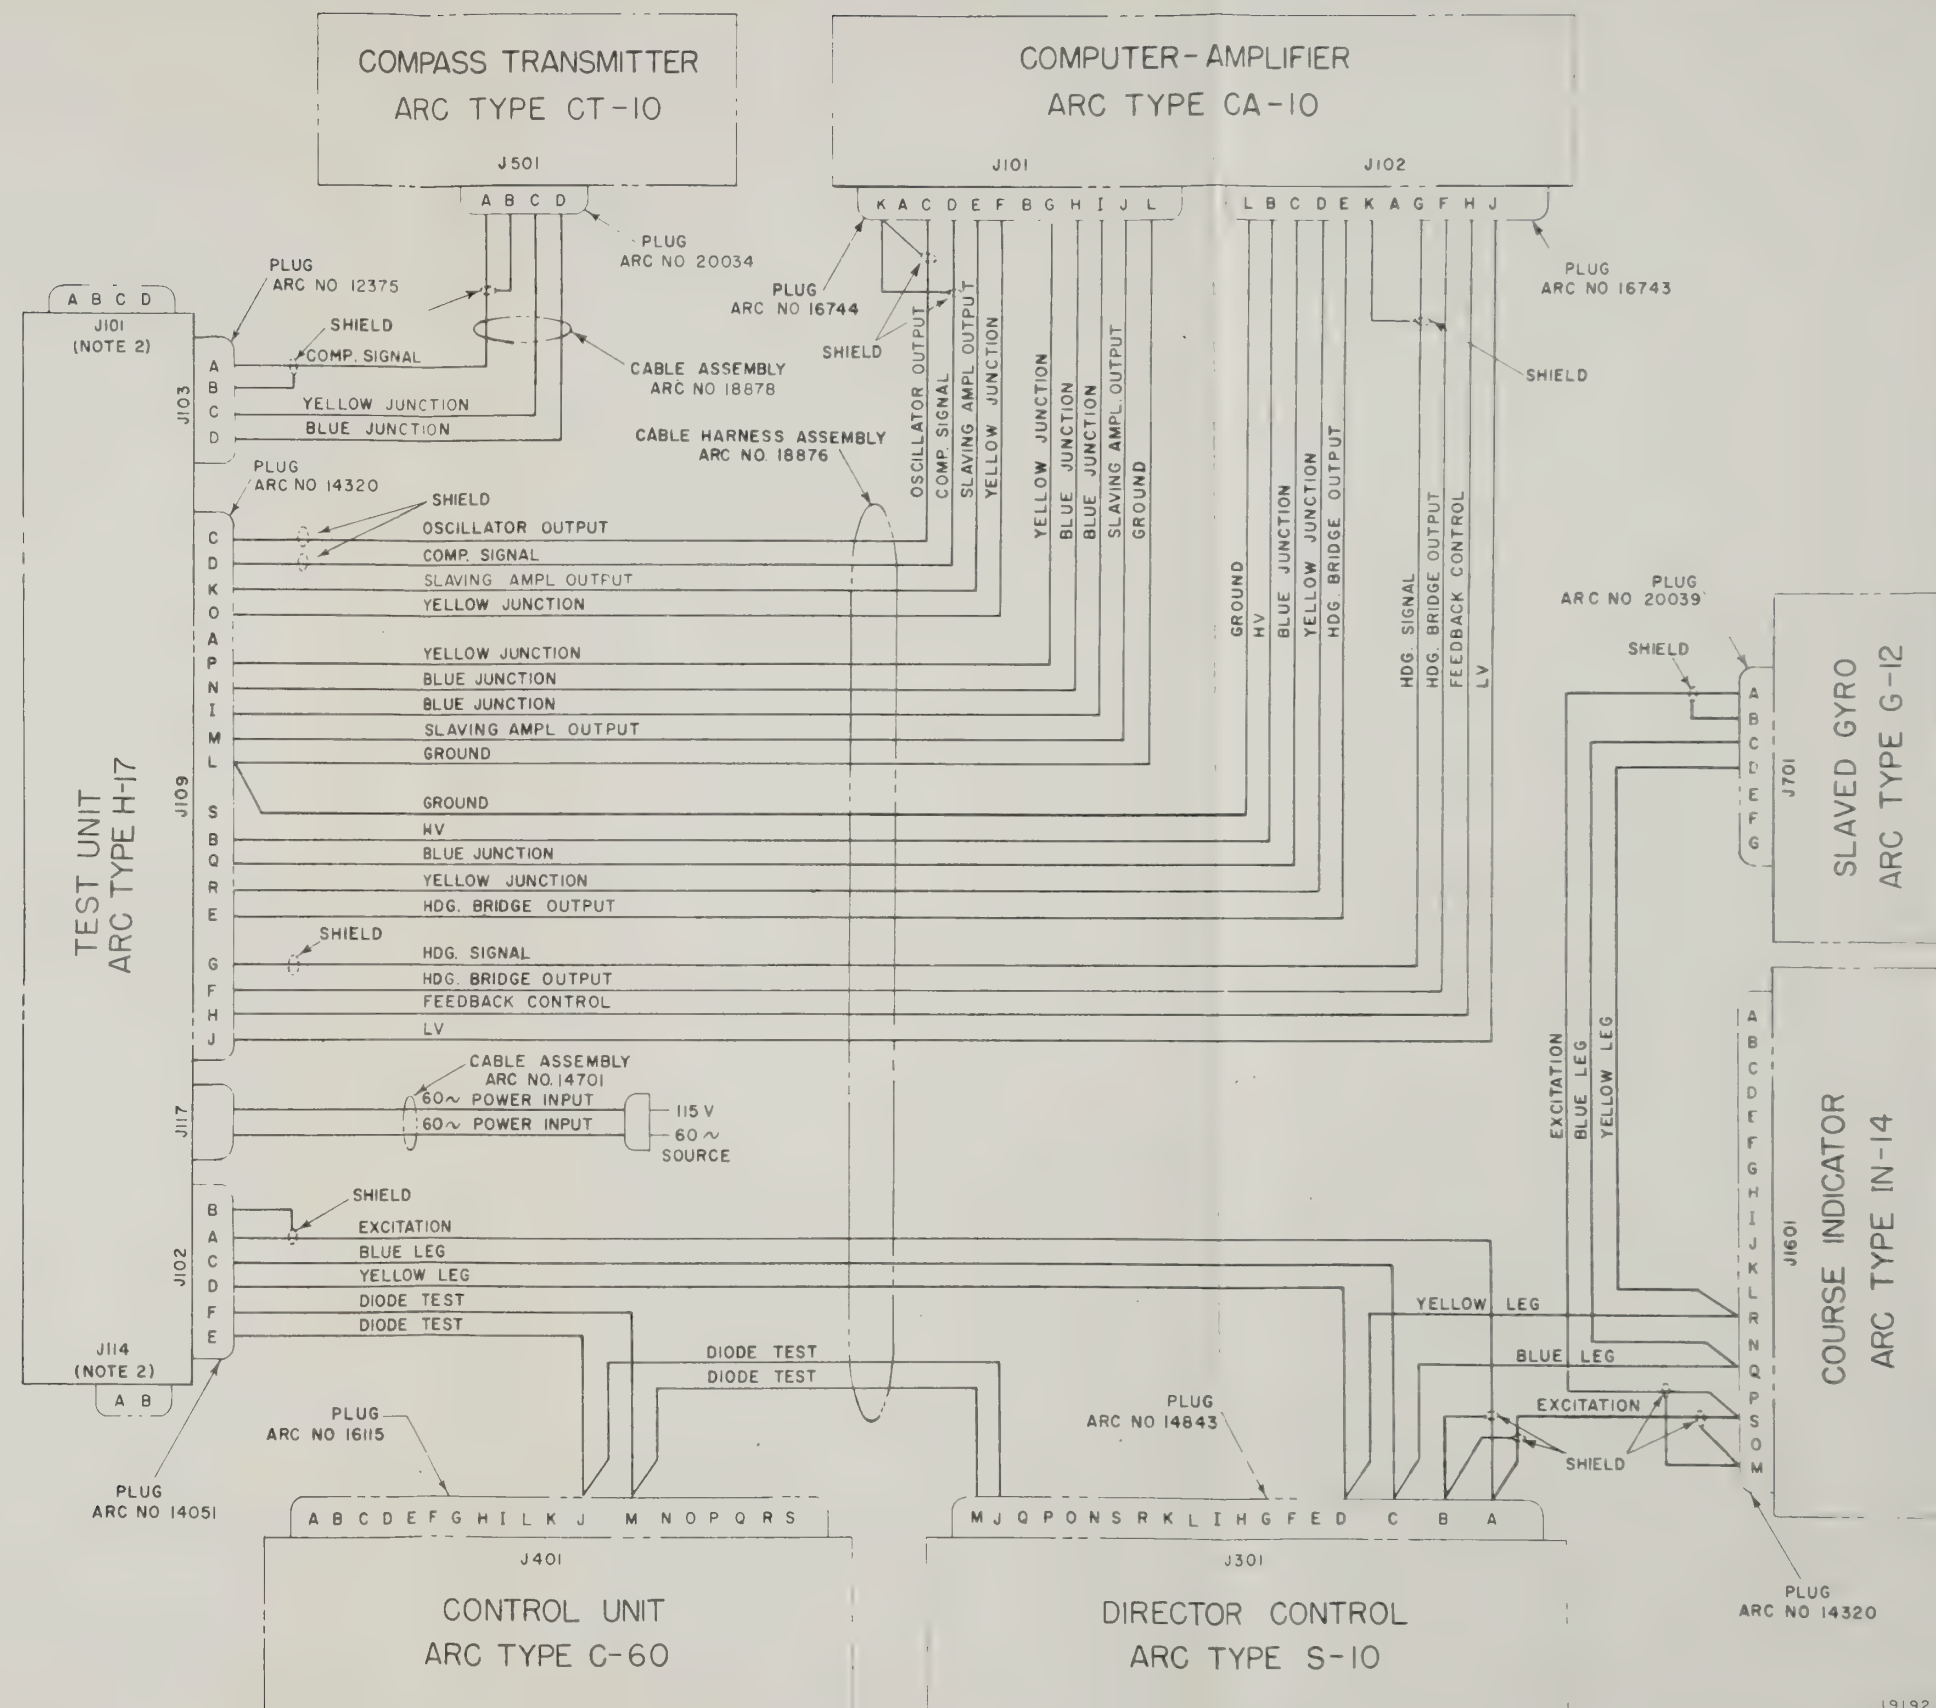 COMPASS TRANSMITTER
ARC TYPE CT-10
J501
A B C D
PLUG
ARC NO 20034
COMPUTER-AMPLIFIER
ARC TYPE CA-10
J101
J102
K A C D E F B G H I J L
L B C D E K A G F H J
PLUG
ARC NO 16744
PLUG
ARC NO 16743
SHIELD
SHIELD
OSCILLATOR OUTPUT
COMP. SIGNAL
SLAVING AMPL OUTPUT
YELLOW JUNCTION
YELLOW JUNCTION
BLUE JUNCTION
BLUE JUNCTION
SLAVING AMPL. OUTPUT
GROUND
GROUND
HV
BLUE JUNCTION
YELLOW JUNCTION
HDG. BRIDGE OUTPUT
HDG. SIGNAL
HDG. BRIDGE OUTPUT
FEEDBACK CONTROL
LV
PLUG
ARC NO 12375
SHIELD
CABLE ASSEMBLY
ARC NO 18878
CABLE HARNESS ASSEMBLY
ARC NO. 18876
A B C D
J101
(NOTE 2)
TEST UNIT
ARC TYPE H-17
J103
A
COMP. SIGNAL
B
C
YELLOW JUNCTION
D
BLUE JUNCTION
PLUG
ARC NO 14320
SHIELD
J109
C
OSCILLATOR OUTPUT
D
COMP. SIGNAL
K
SLAVING AMPL OUTPUT
O
YELLOW JUNCTION
A
P
YELLOW JUNCTION
N
BLUE JUNCTION
I
BLUE JUNCTION
M
SLAVING AMPL OUTPUT
L
GROUND
S
GROUND
B
HV
Q
BLUE JUNCTION
R
YELLOW JUNCTION
E
HDG. BRIDGE OUTPUT
SHIELD
G
HDG. SIGNAL
F
HDG. BRIDGE OUTPUT
H
FEEDBACK CONTROL
J
LV
CABLE ASSEMBLY
ARC NO. 14701
J117
60~ POWER INPUT
60~ POWER INPUT
115 V
60~
SOURCE
J102
SHIELD
B
A
EXCITATION
C
BLUE LEG
D
YELLOW LEG
F
DIODE TEST
E
DIODE TEST
J114
(NOTE 2)
A B
PLUG
ARC NO 14051
DIODE TEST
DIODE TEST
PLUG
ARC NO 16115
A B C D E F G H I L K J M N O P Q R S
J401
CONTROL UNIT
ARC TYPE C-60
PLUG
ARC NO 14843
M J Q P O N S R K L I H G F E D C B A
J301
DIRECTOR CONTROL
ARC TYPE S-10
YELLOW LEG
BLUE LEG
EXCITATION
SHIELD
EXCITATION
BLUE LEG
YELLOW LEG
PLUG
ARC NO 20039
SHIELD
A
B
C
D
E
F
G
J701
SLAVED GYRO
ARC TYPE G-12
A
B
C
D
E
F
G
H
I
J
K
L
R
N
Q
P
S
O
M
J1601
COURSE INDICATOR
ARC TYPE IN-14
PLUG
ARC NO 14320
19192